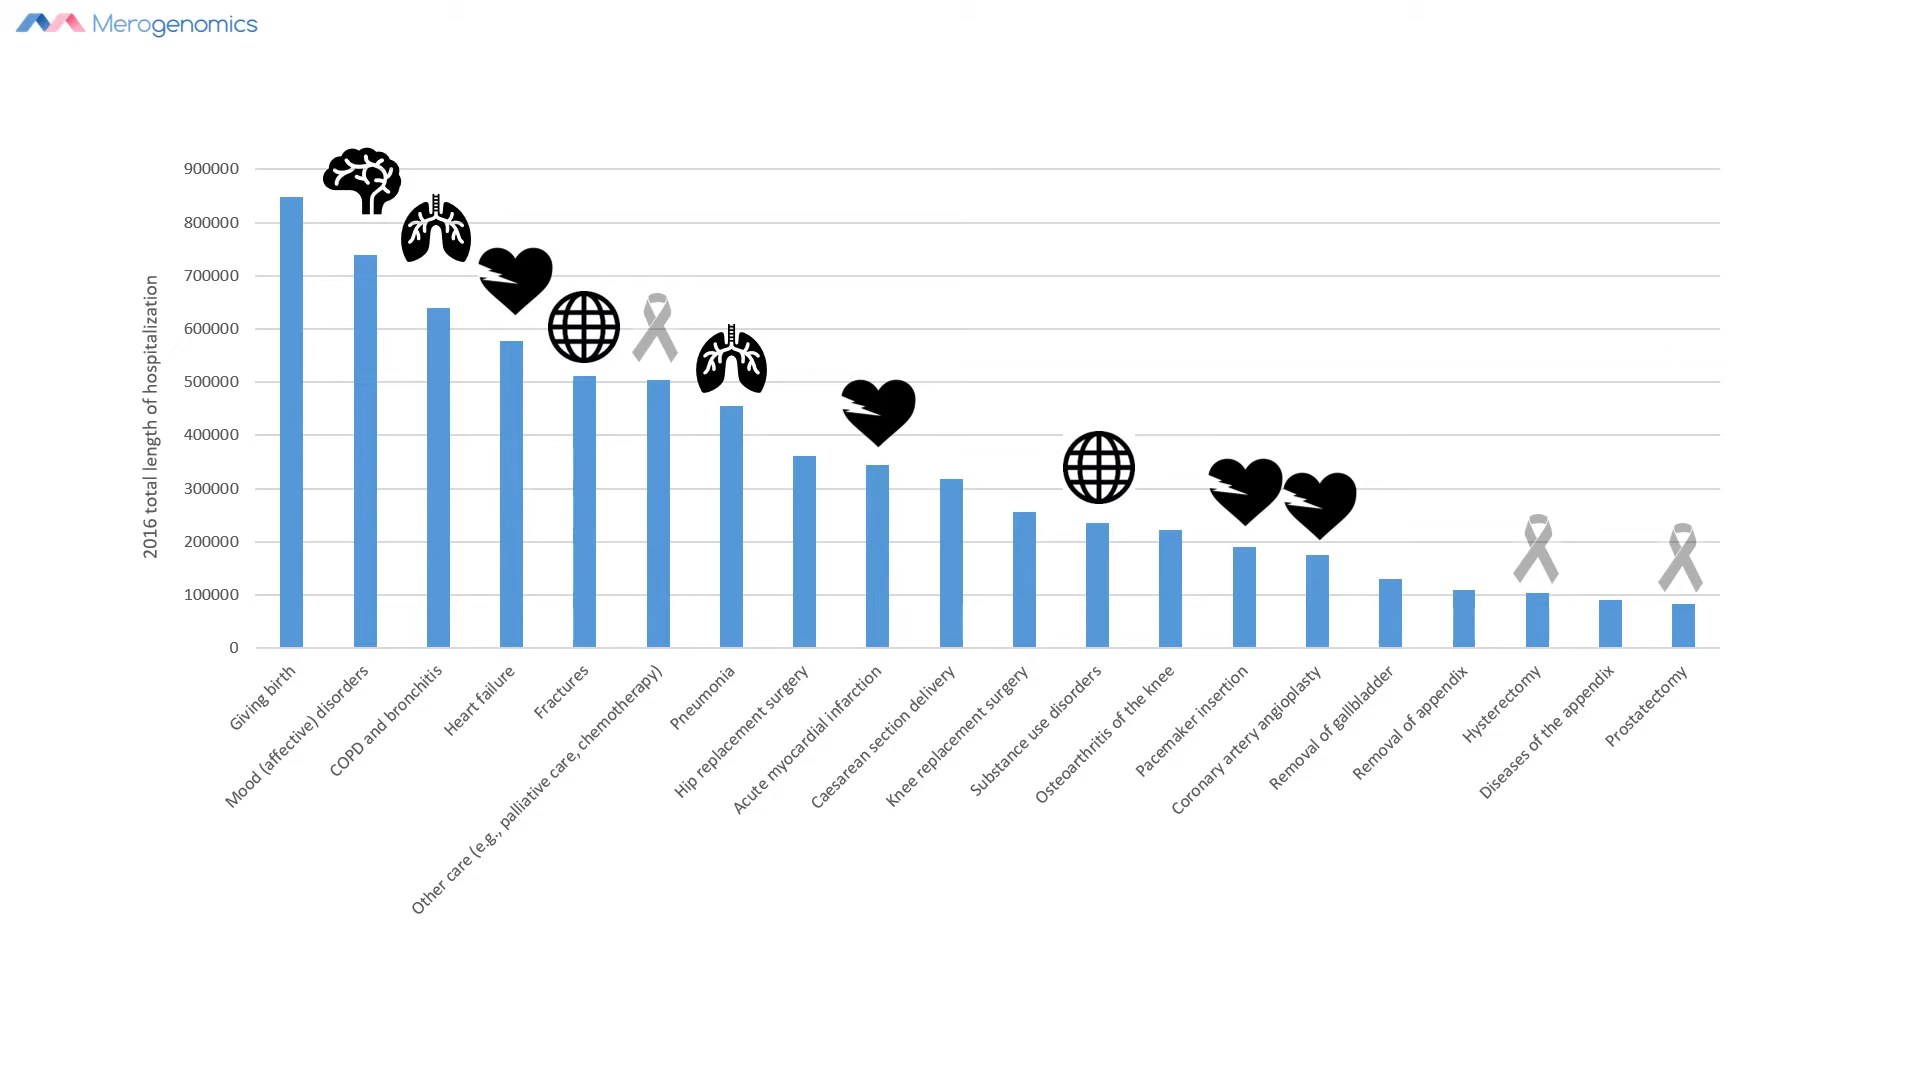 Merogenomics
2016 total length of hospitalization
900000
800000
700000
600000
500000
400000
300000
200000
100000
0
Giving birth
Mood (affective) disorders
COPD and bronchitis
Heart failure
Fractures
Other care (e.g., palliative care, chemotherapy)
Pneumonia
Hip replacement surgery
Acute myocardial infarction
Caesarean section delivery
Knee replacement surgery
Substance use disorders
Osteoarthritis of the knee
Pacemaker insertion
Coronary artery angioplasty
Removal of gallbladder
Removal of appendix
Hysterectomy
Diseases of the appendix
Prostatectomy